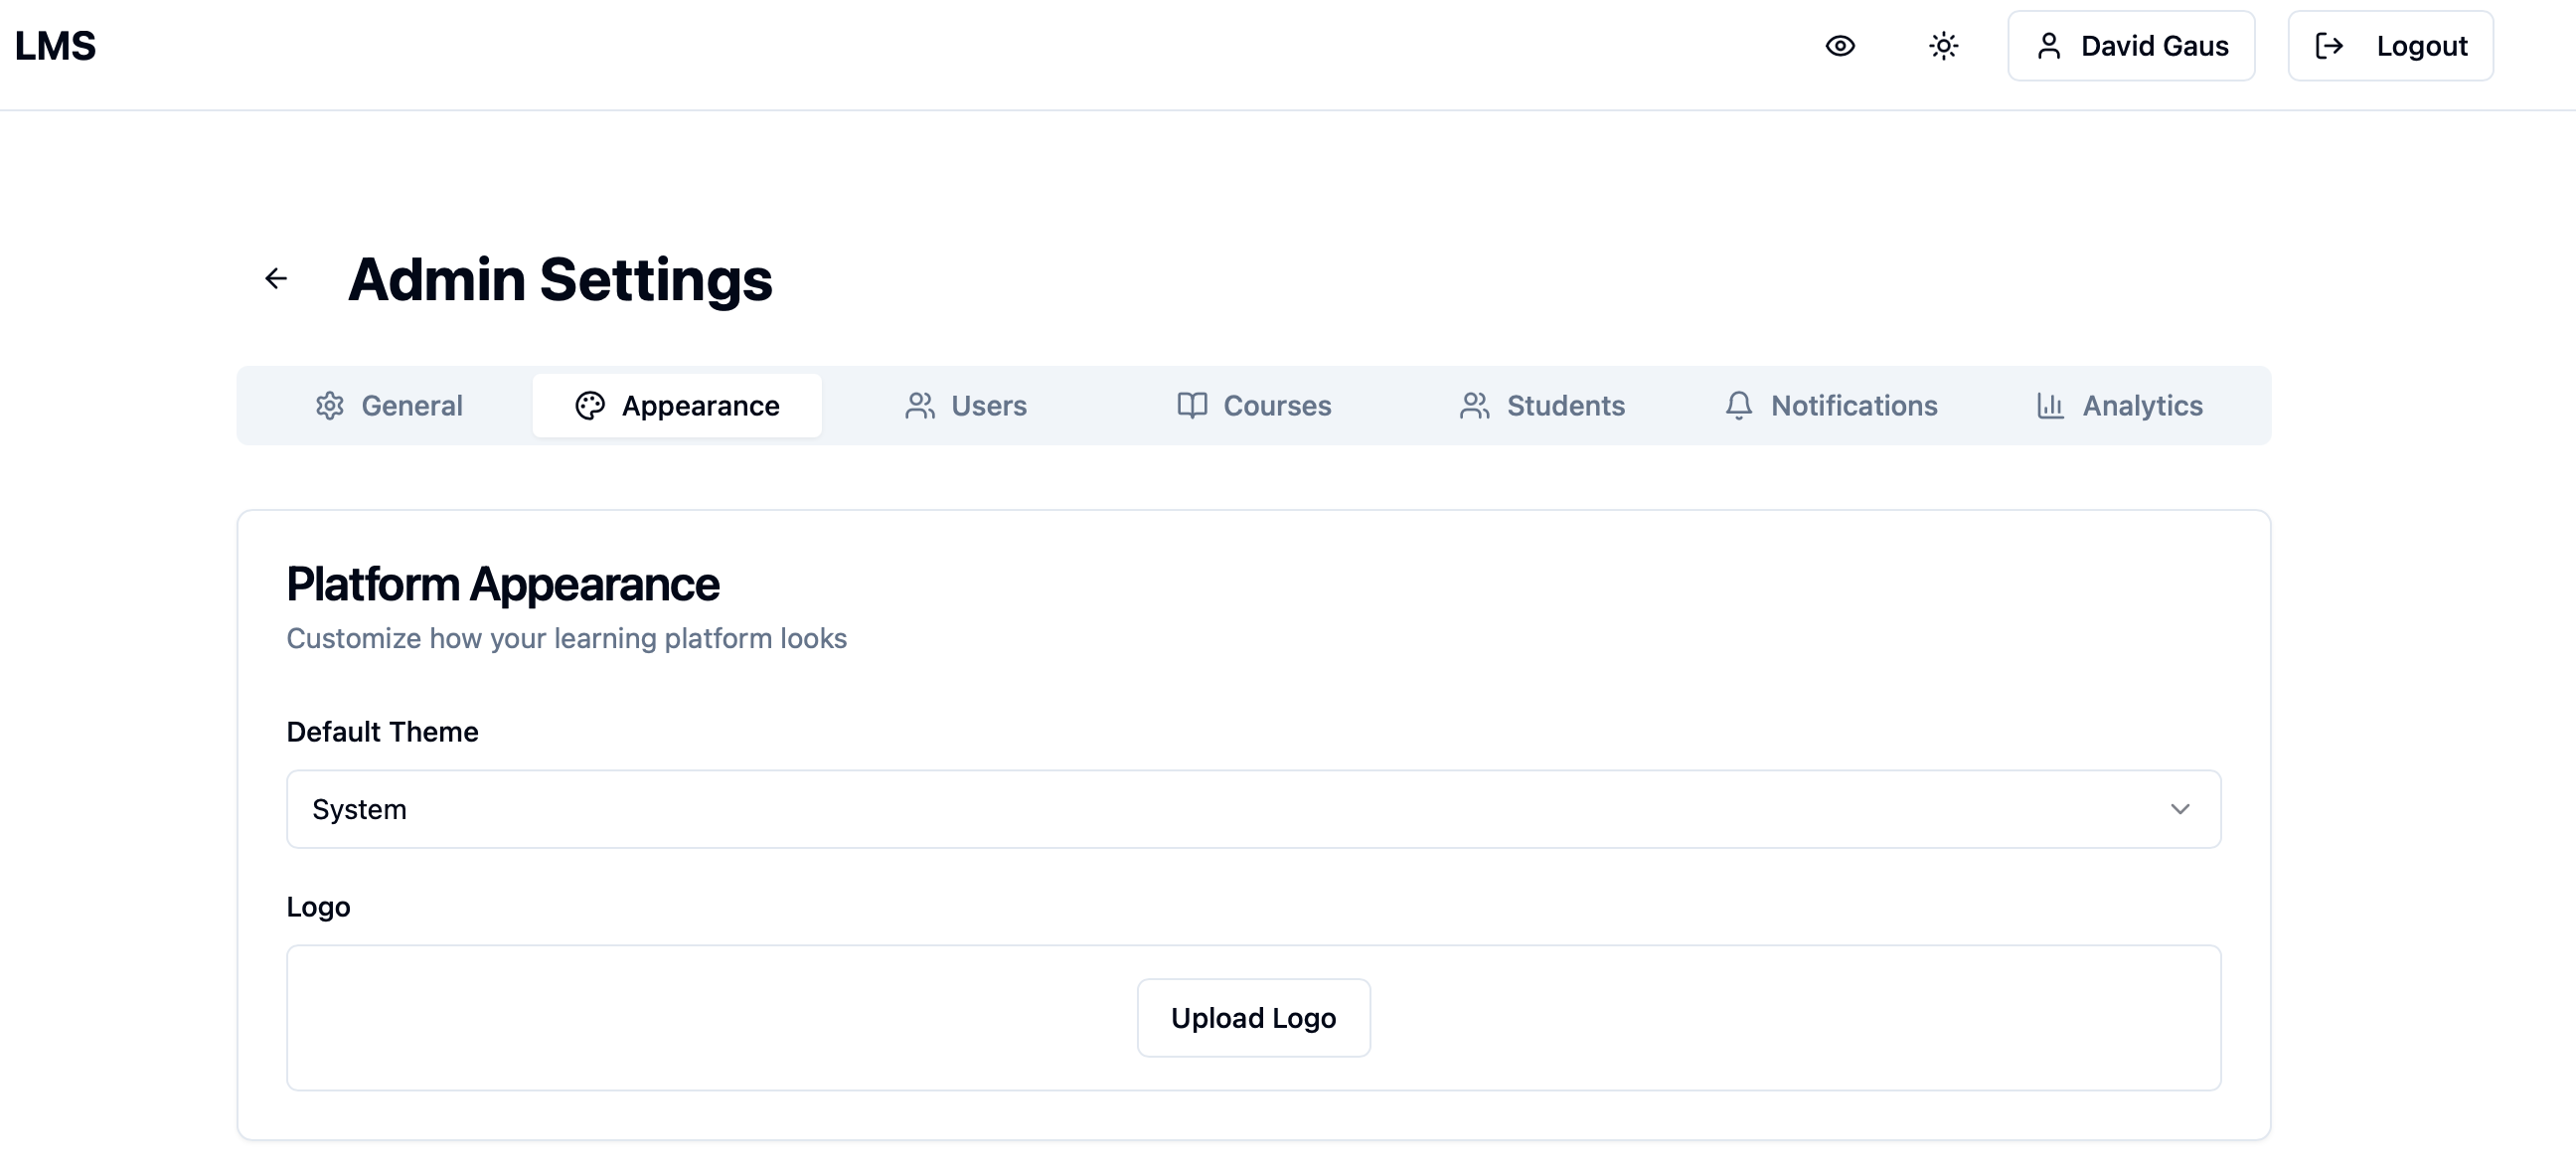 LMS
David Gaus
Logout
Admin Settings
General
Appearance
Users
Courses
Students
Notifications
Analytics
Platform Appearance
Customize how your learning platform looks
Default Theme
System
Logo
Upload Logo